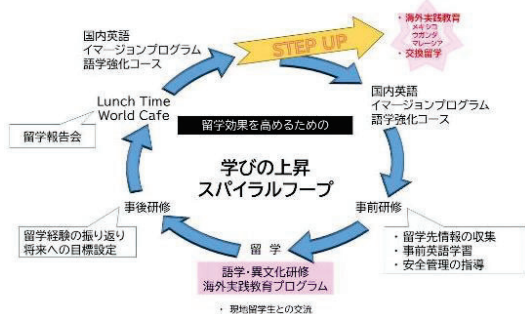 国内英語
イマージョンプログラム
語学強化コース
STEP UP
・海外実践教育
メキシコ
ウガンダ
マレーシア
・交換留学
国内英語
イマージョンプログラム
語学強化コース
Lunch Time
World Cafe
留学報告会
留学効果を高めるための
学びの上昇
スパイラルフープ
事後研修
事前研修
留学経験の振り返り
将来への目標設定
留 学
語学・異文化研修
海外実践教育プログラム
・ 現地留学生との交流
・留学先情報の収集
・事前英語学習
・安全管理の指導